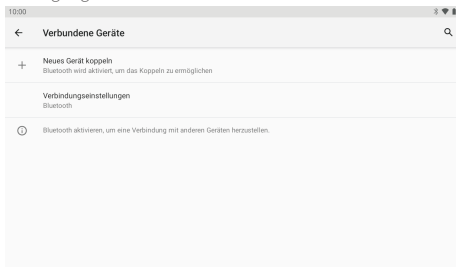 10:00
Verbundene Geräte
Neues Gerät koppeln
Bluetooth wird aktiviert, um das Koppeln zu ermöglichen
Verbindungseinstellungen
Bluetooth
Bluetooth aktivieren, um eine Verbindung mit anderen Geräten herzustellen.